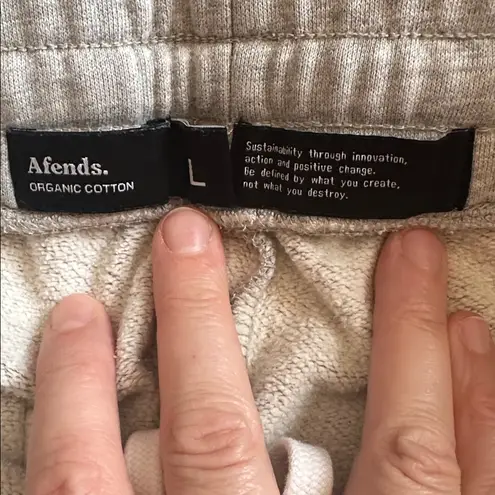 Afends.
ORGANIC COTTON
L
Sustainability through innovation,
action and positive change.
Be defined by what you create,
not what you destroy.